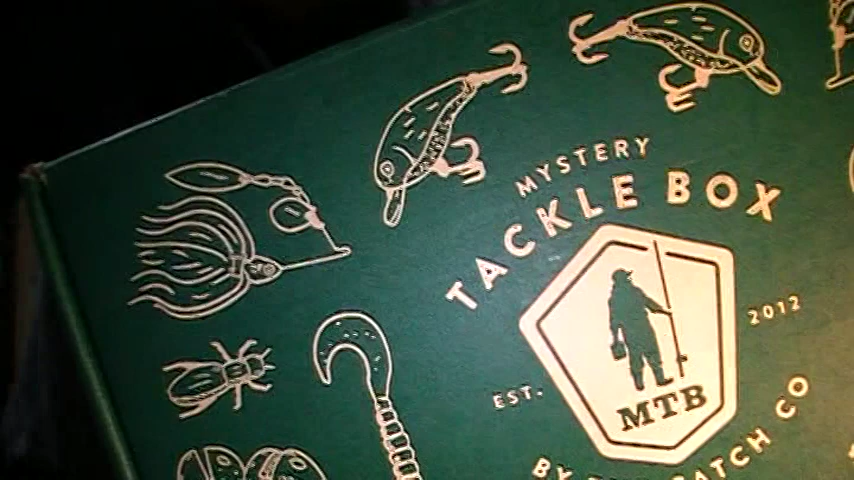 MYSTERY
TACKLE BOX
EST. 2012
MTB
BY CATCH CO